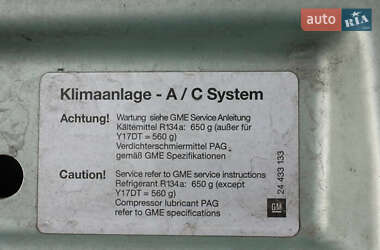 auto RIA
Klimaanlage - A / C System
Achtung! Wartung siehe GME Service Anleitung
Kältemittel R134a: 650 g (außer für
Y17DT = 560 g)
Verdichterschmiermittel PAG
gemäß GME Spezifikationen
Caution! Service refer to GME service instructions
Refrigerant R134a: 650 g (except
Y17DT = 560 g)
Compressor lubricant PAG
refer to GME specifications
24 433 133
GM